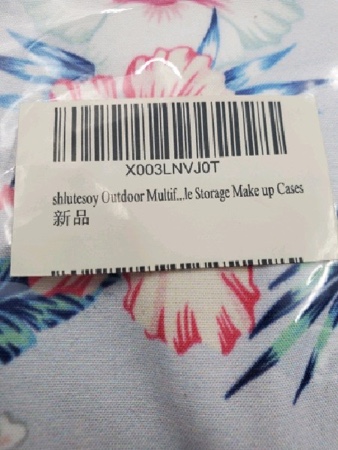 X003LNVJ0T
shlutesoy Outdoor Multif...le Storage Make up Cases
新品